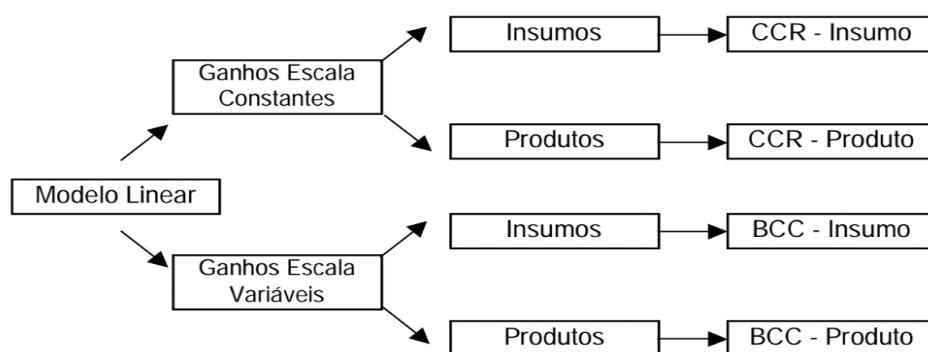 Insumos
CCR - Insumo
Ganhos Escala
Constantes
Produtos
CCR - Produto
Modelo Linear
Insumos
BCC - Insumo
Ganhos Escala
Variáveis
Produtos
BCC - Produto